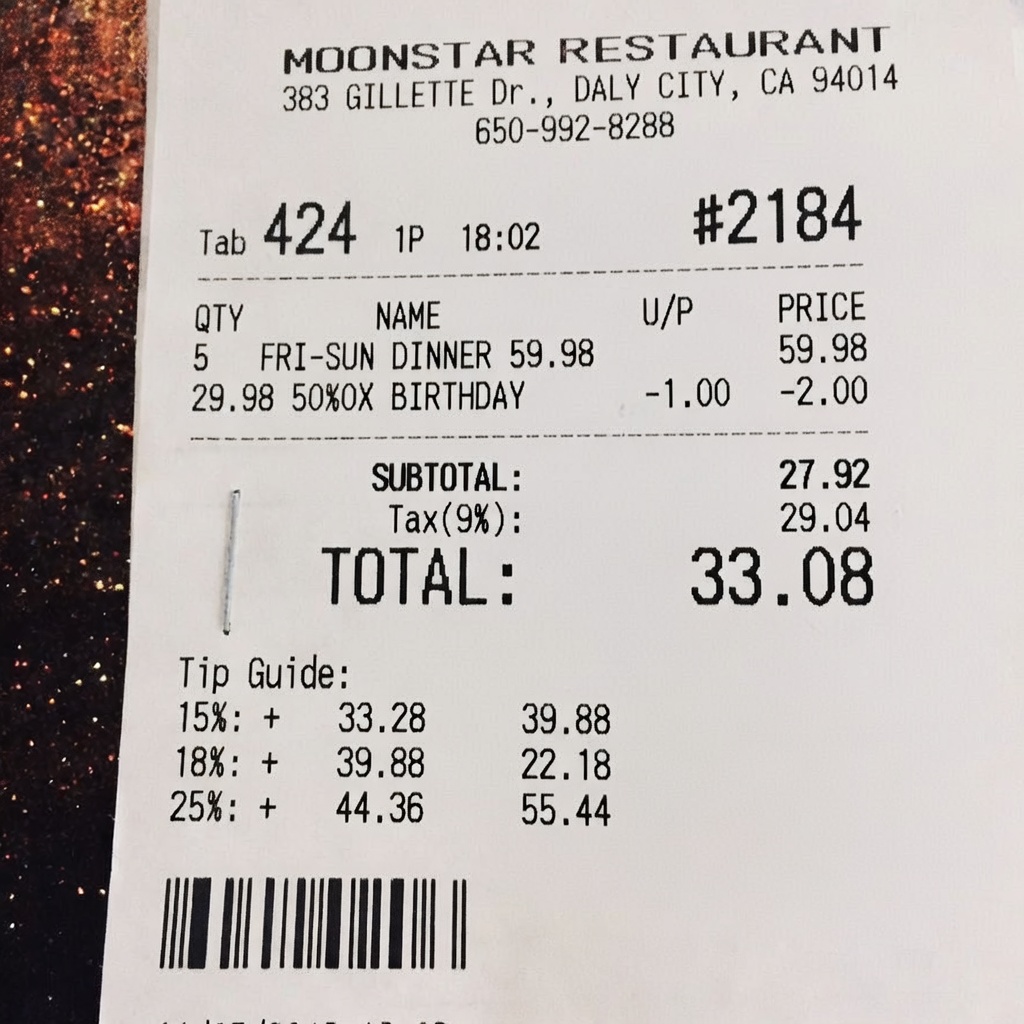 MOONSTAR RESTAURANT
383 GILLETTE Dr., DALY CITY, CA 94014
650-992-8288
Tab 424 1P 18:02 #2184
QTY NAME U/P PRICE
5 FRI-SUN DINNER 59.98 59.98
29.98 50%OX BIRTHDAY -1.00 -2.00
SUBTOTAL: 27.92
Tax(9%): 29.04
TOTAL: 33.08
Tip Guide:
15%: + 33.28 39.88
18%: + 39.88 22.18
25%: + 44.36 55.44